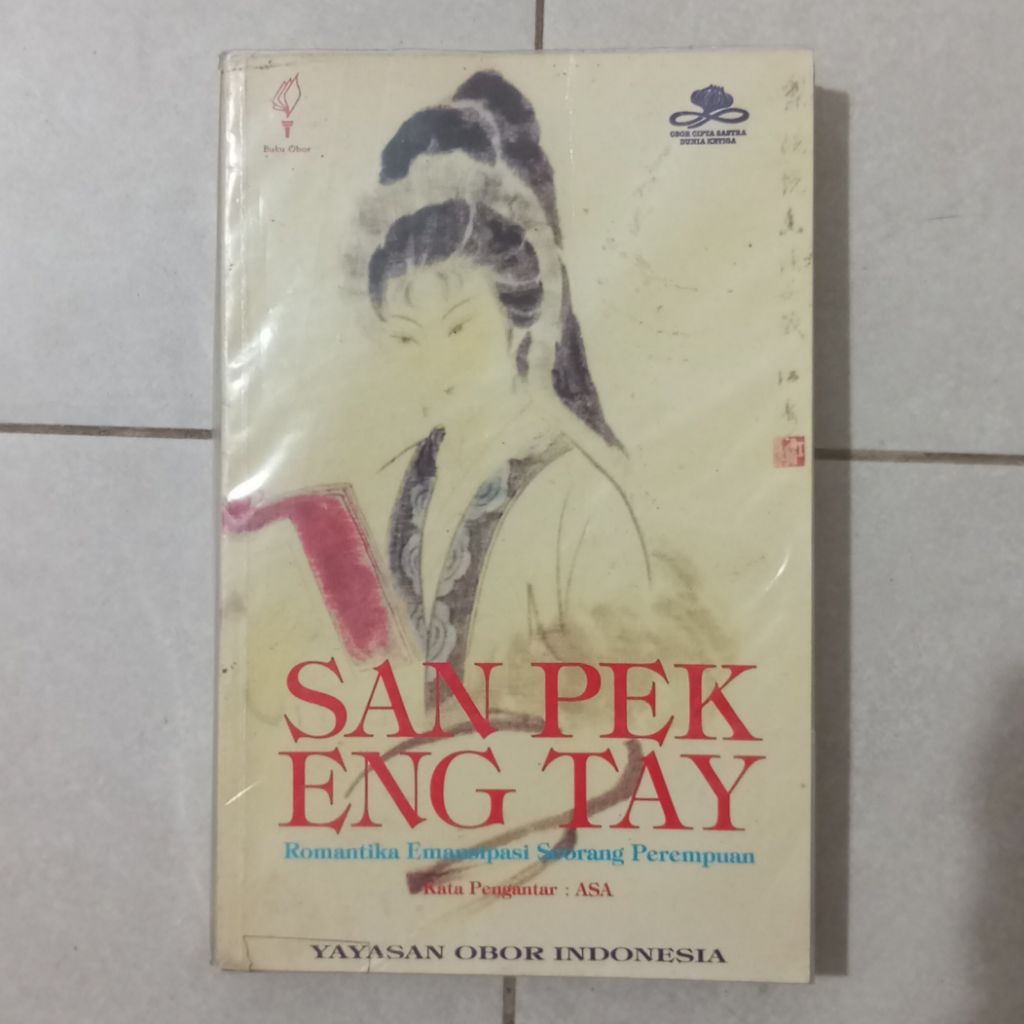 Buku Obor
OBOR CIPTA SASTRA
DUNIA KETIGA
SAN PEK
ENG TAY
Romantika Emansipasi Seorang Perempuan
Kata Pengantar : ASA
YAYASAN OBOR INDONESIA